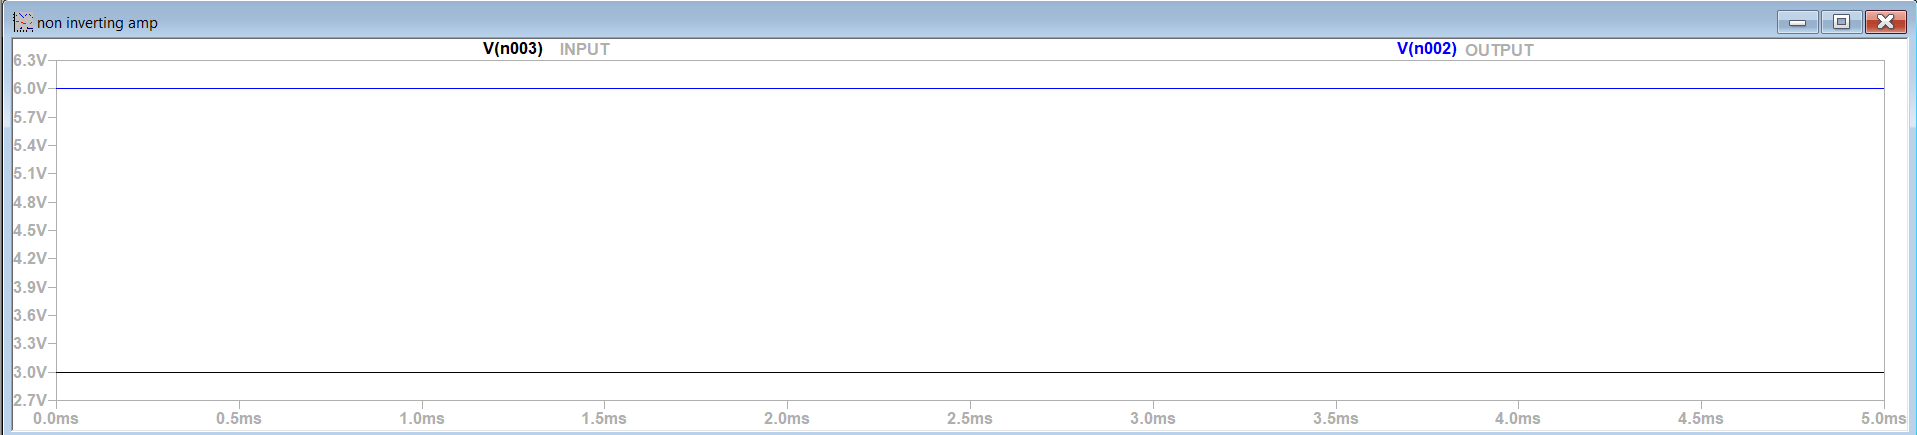 non inverting amp
V(n003) INPUT V(n002) OUTPUT
6.3V
6.0V
5.7V
5.4V
5.1V
4.8V
4.5V
4.2V
3.9V
3.6V
3.3V
3.0V
2.7V
0.0ms 0.5ms 1.0ms 1.5ms 2.0ms 2.5ms 3.0ms 3.5ms 4.0ms 4.5ms 5.0ms